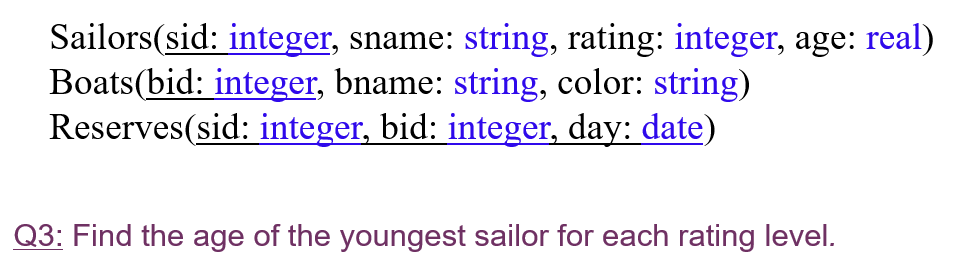 Sailors(sid: integer, sname: string, rating: integer, age: real)
Boats(bid: integer, bname: string, color: string)
Reserves(sid: integer, bid: integer, day: date)
Q3: Find the age of the youngest sailor for each rating level.